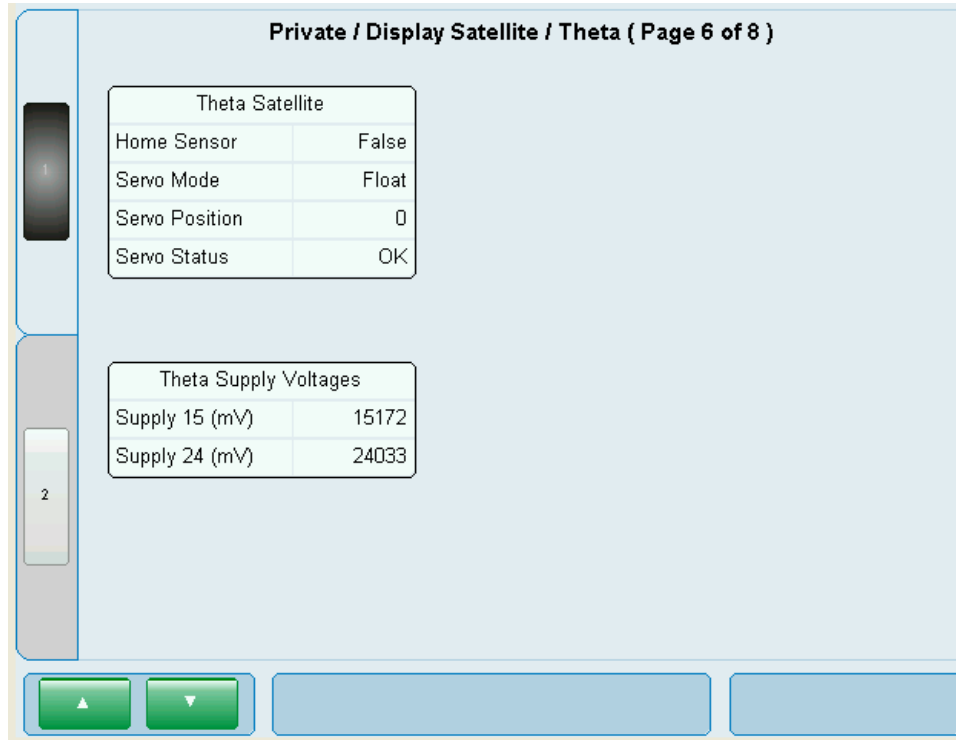 Private / Display Satellite / Theta ( Page 6 of 8 )
1
Theta Satellite
Home Sensor False
Servo Mode Float
Servo Position 0
Servo Status OK
Theta Supply Voltages
Supply 15 (mV) 15172
Supply 24 (mV) 24033
2